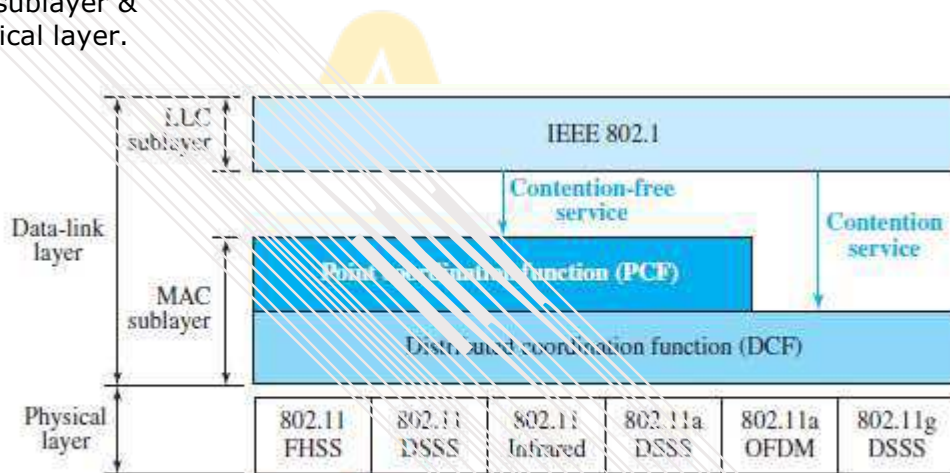 sublayer &
ical layer.
LLC
sublayer
IEEE 802.1
Contention-free
service
Contention
service
Data-link
layer
Point coordination function (PCF)
MAC
sublayer
Distributed coordination function (DCF)
Physical
layer
802.11
FHSS
802.11
DSSS
802.11
Infrared
802.11a
DSSS
802.11a
OFDM
802.11g
DSSS